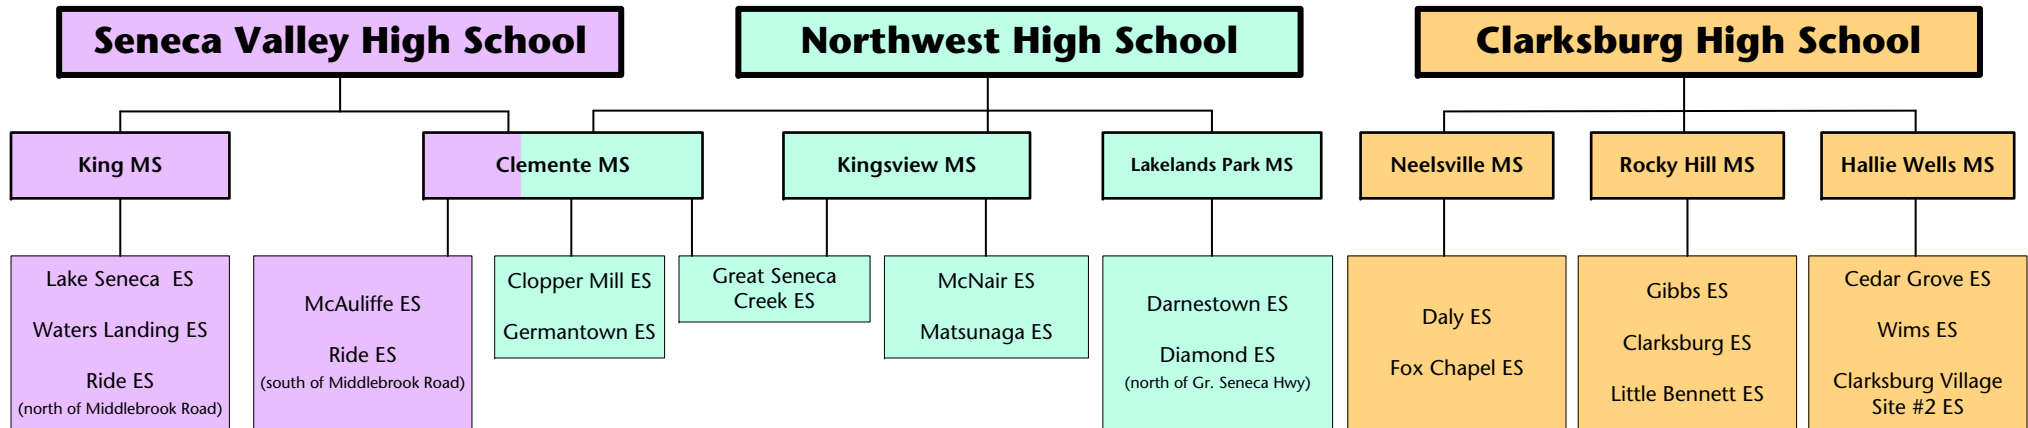 Seneca Valley High School
Northwest High School
Clarksburg High School
King MS
Clemente MS
Kingsview MS
Lakelands Park MS
Neelsville MS
Rocky Hill MS
Hallie Wells MS
Lake Seneca ES
Waters Landing ES
Ride ES
(north of Middlebrook Road)
McAuliffe ES
Ride ES
(south of Middlebrook Road)
Clopper Mill ES
Germantown ES
Great Seneca
Creek ES
McNair ES
Matsunaga ES
Darnestown ES
Diamond ES
(north of Gr. Seneca Hwy)
Daly ES
Fox Chapel ES
Gibbs ES
Clarksburg ES
Little Bennett ES
Cedar Grove ES
Wims ES
Clarksburg Village
Site #2 ES